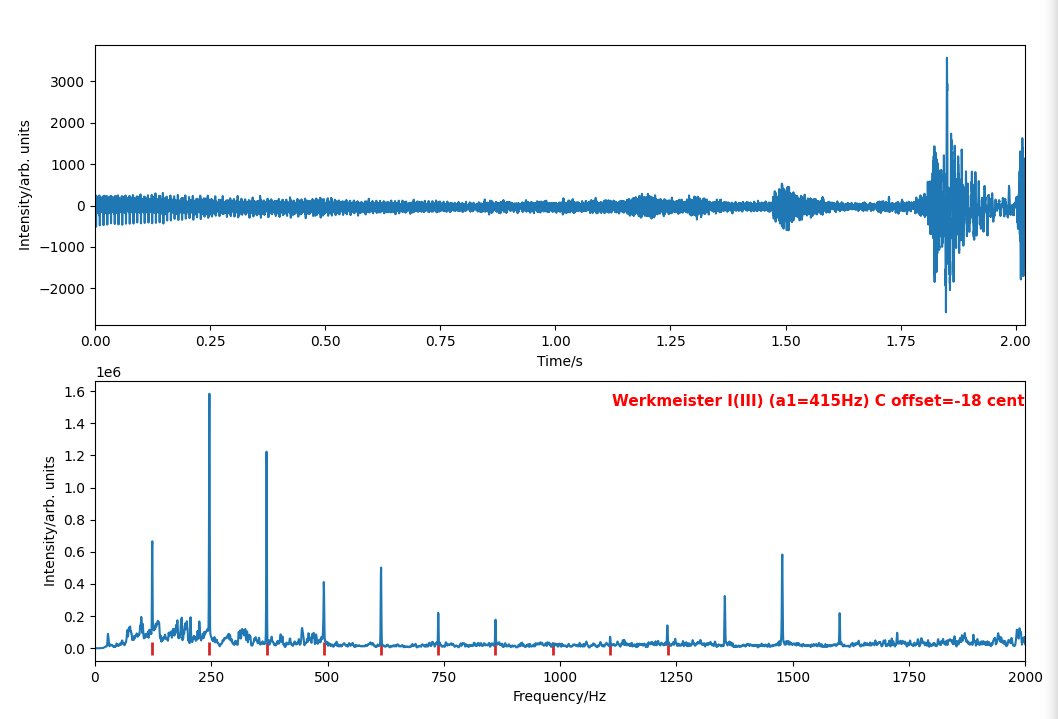 3000
2000
1000
0
−1000
−2000
Intensity/arb. units
0.00 0.25 0.50 0.75 1.00 1.25 1.50 1.75 2.00
Time/s
1e6
Werkmeister I(III) (a1=415Hz) C offset=-18 cent
1.6
1.4
1.2
1.0
0.8
0.6
0.4
0.2
0.0
Intensity/arb. units
0 250 500 750 1000 1250 1500 1750 2000
Frequency/Hz